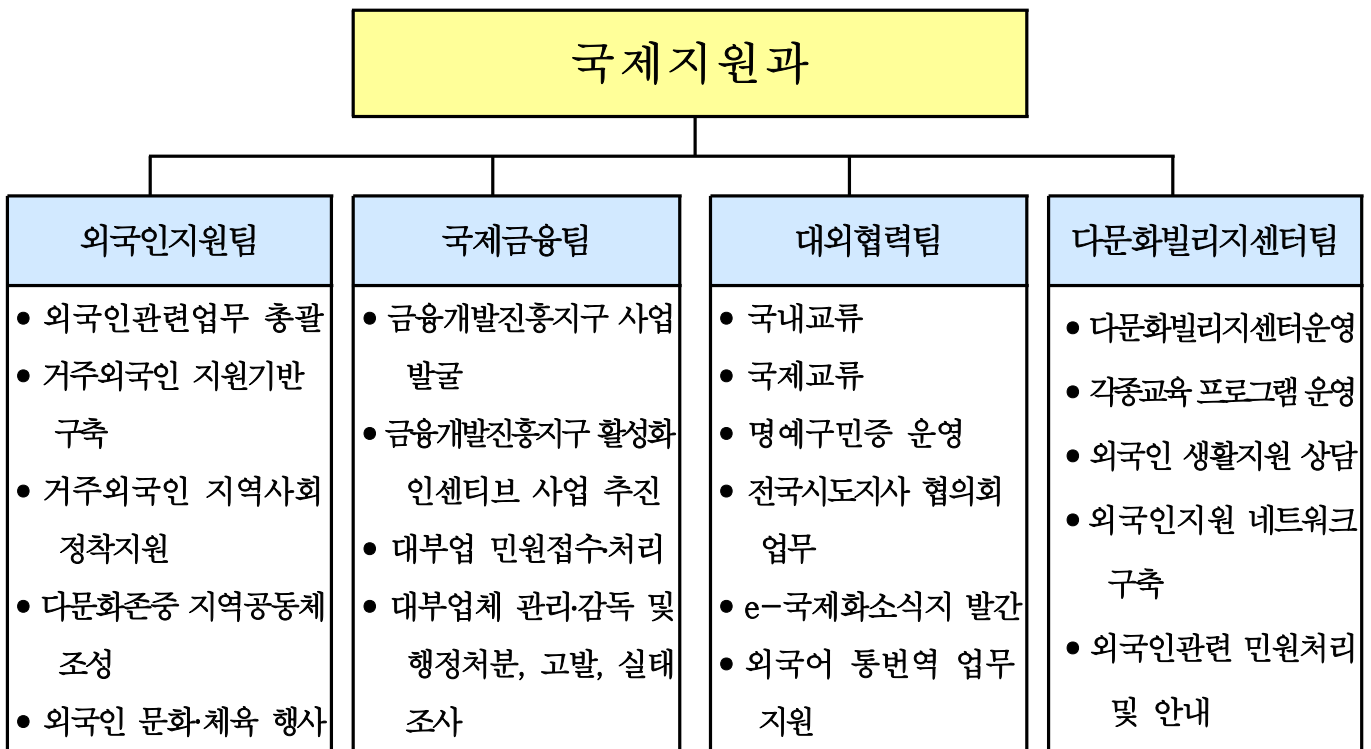 국제지원과
외국인지원팀
• 외국인관련업무 총괄
• 거주외국인 지원기반
구축
• 거주외국인 지역사회
정착지원
• 다문화존중 지역공동체
조성
• 외국인 문화·체육 행사
국제금융팀
• 금융개발진흥지구 사업
발굴
• 금융개발진흥지구 활성화
인센티브 사업 추진
• 대부업 민원접수·처리
• 대부업체 관리·감독 및
행정처분, 고발, 실태
조사
대외협력팀
• 국내교류
• 국제교류
• 명예구민증 운영
• 전국시도지사 협의회
업무
• e-국제화소식지 발간
• 외국어 통번역 업무
지원
다문화빌리지센터팀
• 다문화빌리지센터운영
• 각종교육 프로그램 운영
• 외국인 생활지원 상담
• 외국인지원 네트워크
구축
• 외국인관련 민원처리
및 안내